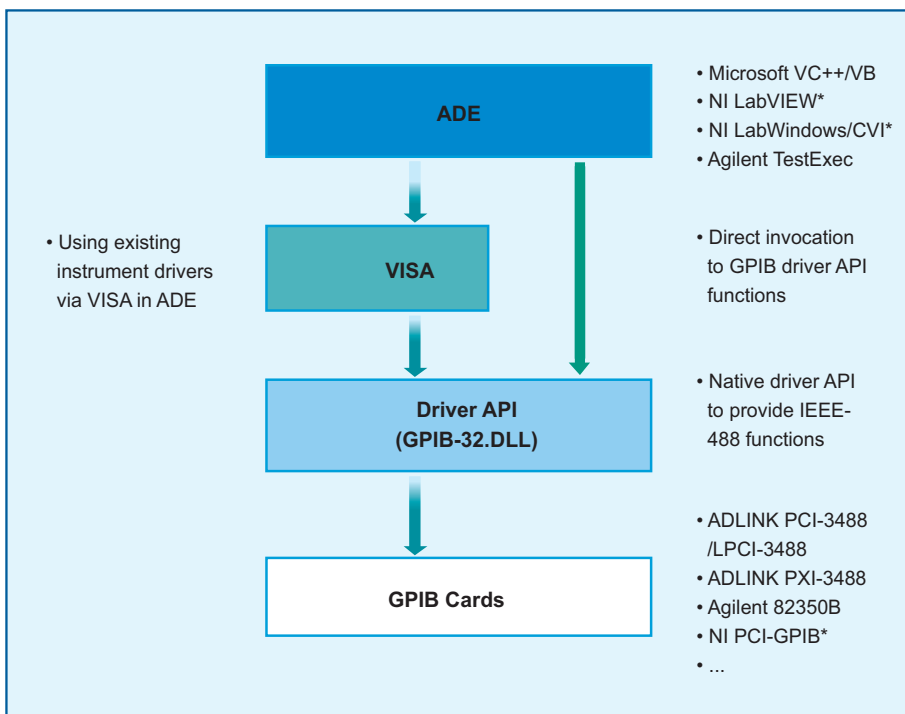 ADE
• Microsoft VC++/VB
• NI LabVIEW*
• NI LabWindows/CVI*
• Agilent TestExec
• Using existing
instrument drivers
via VISA in ADE
VISA
• Direct invocation
to GPIB driver API
functions
Driver API
(GPIB-32.DLL)
• Native driver API
to provide IEEE-
488 functions
GPIB Cards
• ADLINK PCI-3488
/LPCI-3488
• ADLINK PXI-3488
• Agilent 82350B
• NI PCI-GPIB*
• ...